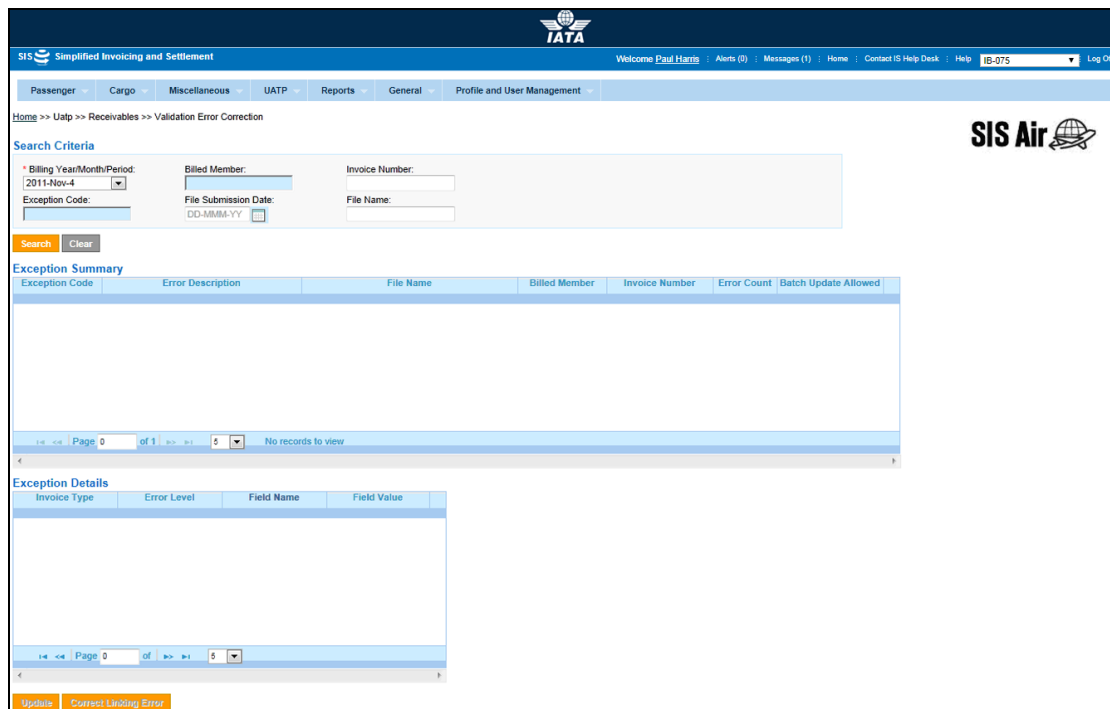 IATA
SIS Simplified Invoicing and Settlement
Welcome Paul Harris : Alerts (0) : Messages (1) : Home : Contact IS Help Desk : Help IB-075 Log Of
Passenger Cargo Miscellaneous UATP Reports General Profile and User Management
Home >> Uatp >> Receivables >> Validation Error Correction
SIS Air
Search Criteria
* Billing Year/Month/Period: Billed Member: Invoice Number:
2011-Nov-4
Exception Code: File Submission Date: File Name:
DD-MMM-YY
Search Clear
Exception Summary
Exception Code Error Description File Name Billed Member Invoice Number Error Count Batch Update Allowed
Page 0 of 1 5 No records to view
Exception Details
Invoice Type Error Level Field Name Field Value
Page 0 of 5
Update Correct Linking Error